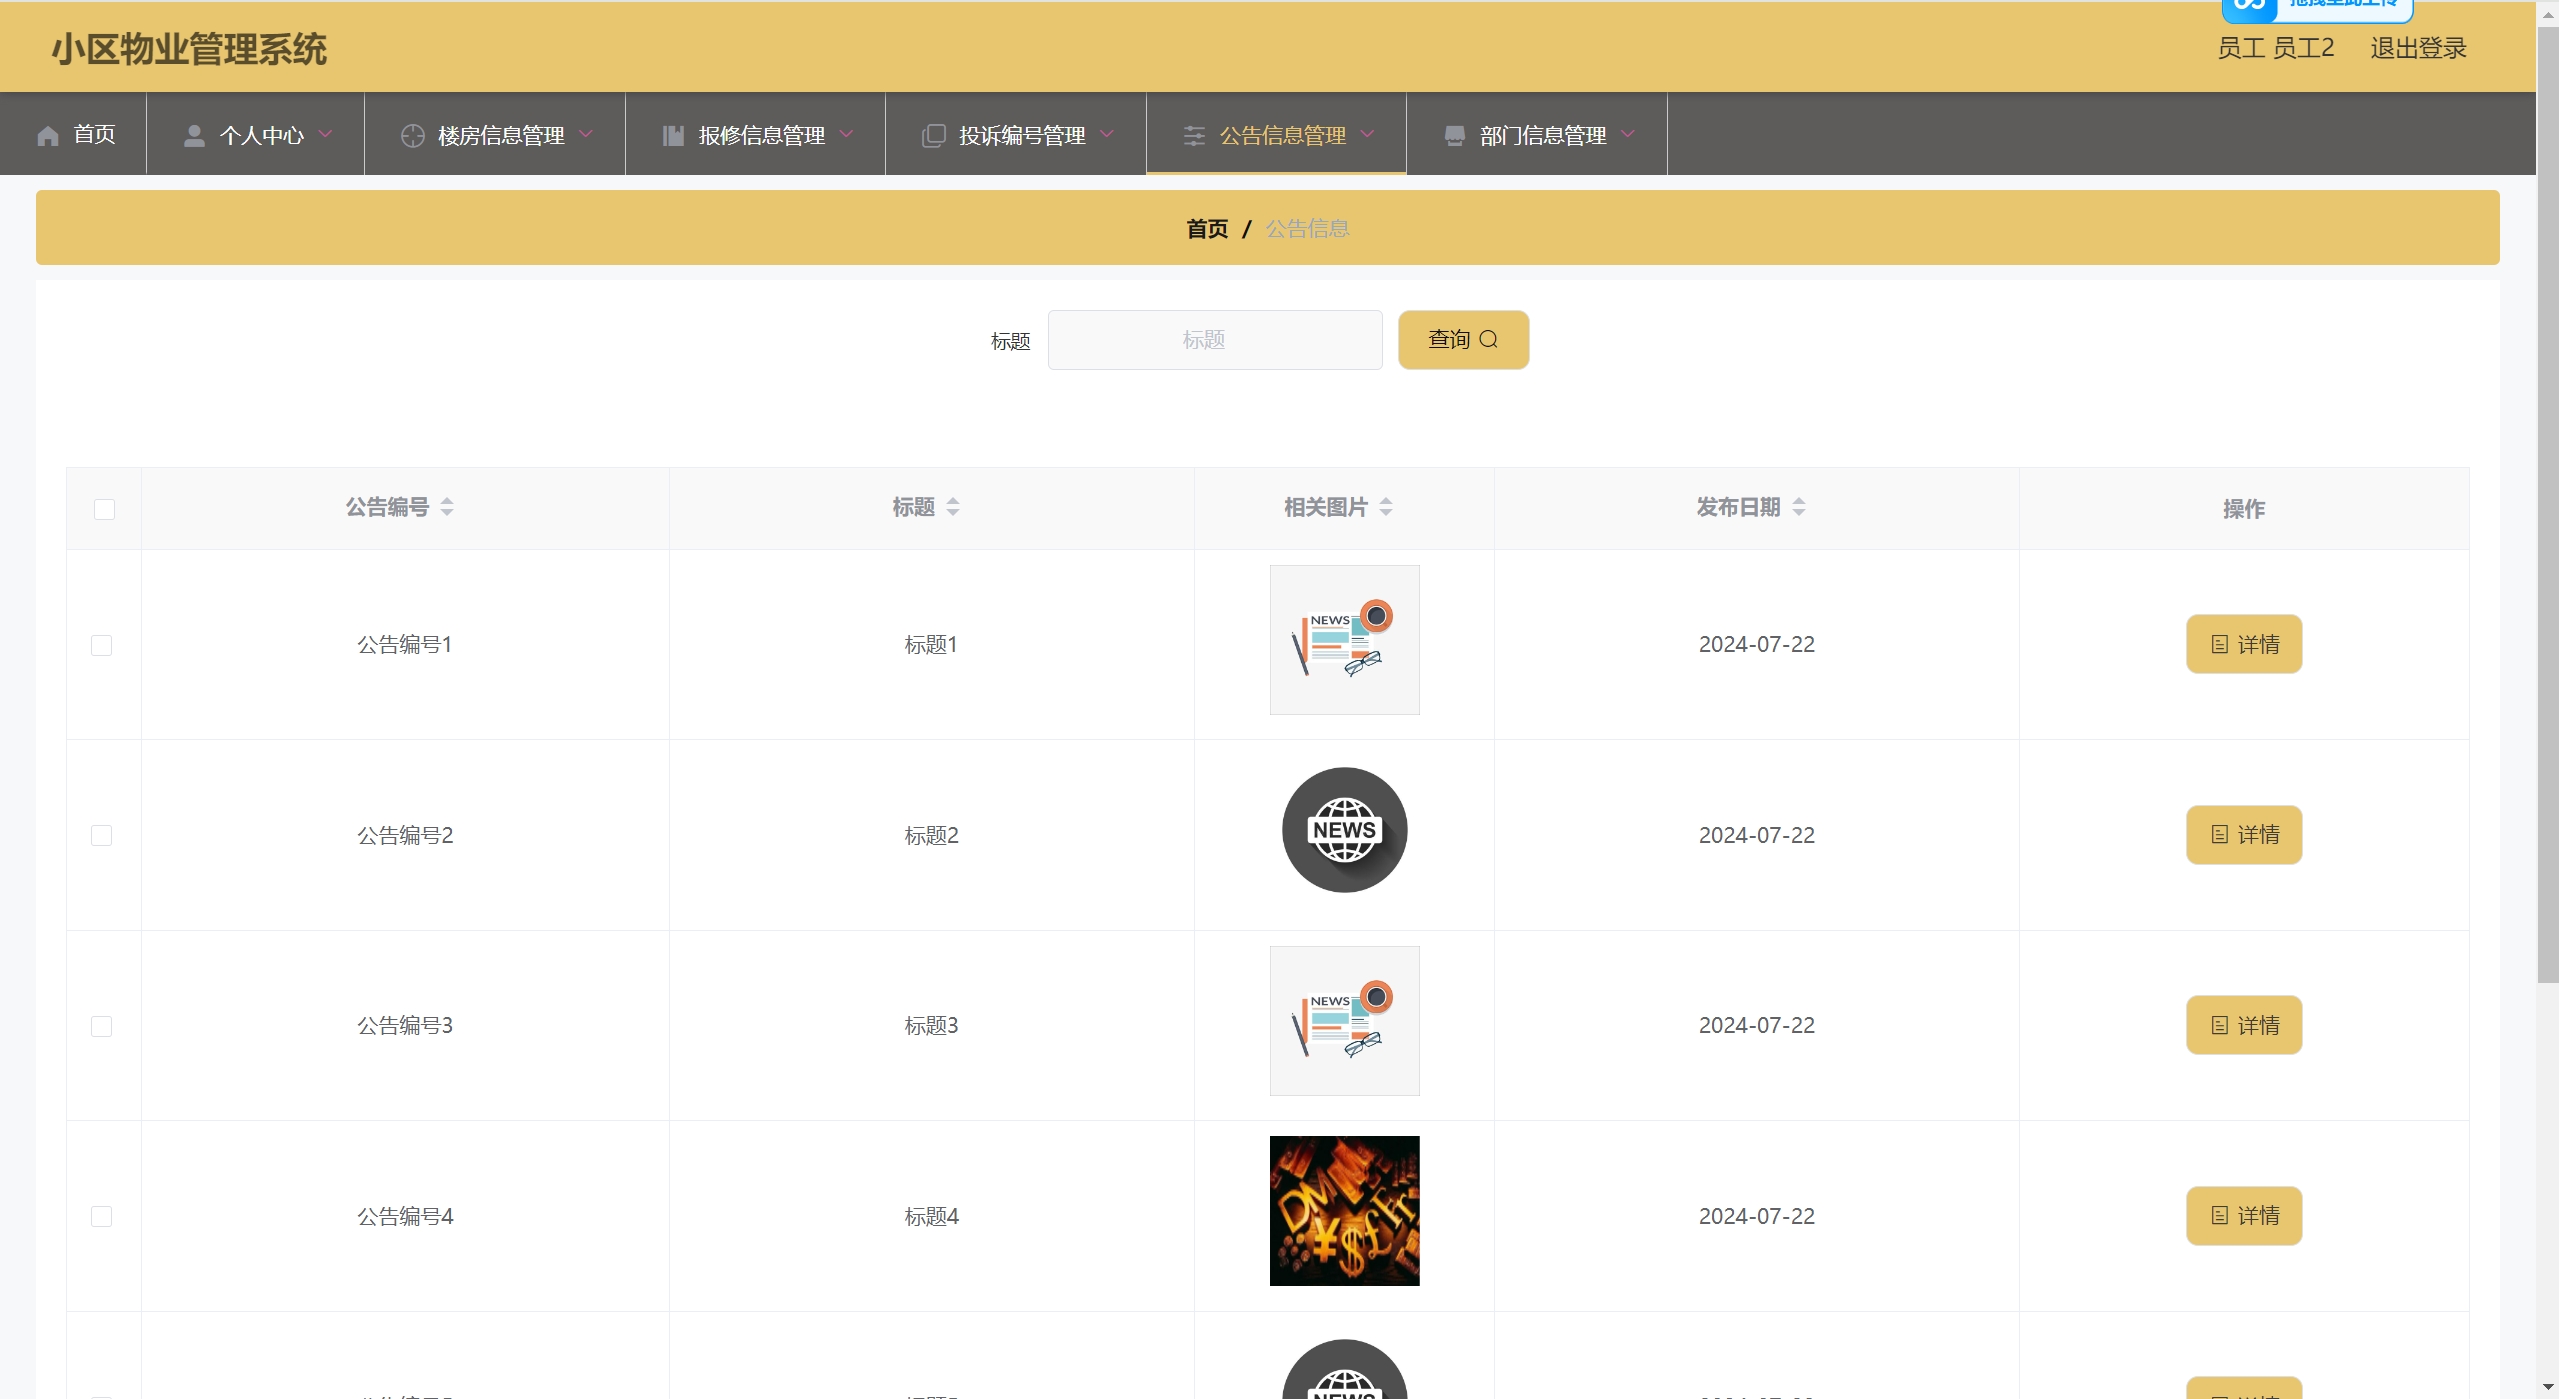 小区物业管理系统
员工 员工2 退出登录
首页 个人中心 楼房信息管理 报修信息管理 投诉编号管理 公告信息管理 部门信息管理
首页 / 公告信息
标题 标题 查询
公告编号 标题 相关图片 发布日期 操作
NEWS
公告编号1 标题1 2024-07-22 详情
NEWS
公告编号2 标题2 2024-07-22 详情
NEWS
公告编号3 标题3 2024-07-22 详情
DM
¥$£Fr
公告编号4 标题4 2024-07-22 详情
NEWS